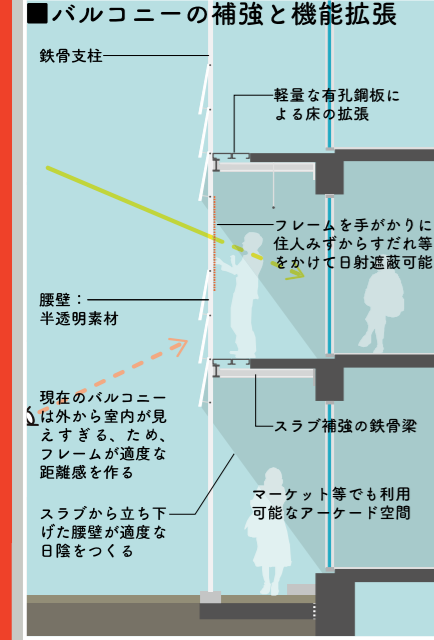 ■バルコニーの補強と機能拡張
鉄骨支柱
軽量な有孔鋼板に
よる床の拡張
フレームを手がかりに
住人みずからすだれ等
をかけて日射遮蔽可能
腰壁：
半透明素材
現在のバルコニー
は外から室内が見
えすぎる、ため、
フレームが適度な
距離感を作る
スラブ補強の鉄骨梁
マーケット等でも利用
可能なアーケード空間
スラブから立ち下
げた腰壁が適度な
日陰をつくる